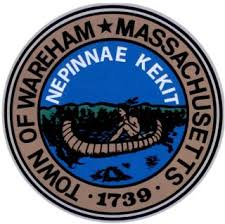 TOWN OF WAREHAM ★ MASSACHUSETTS
NEPINNAE KEKIT
· 1739 ·